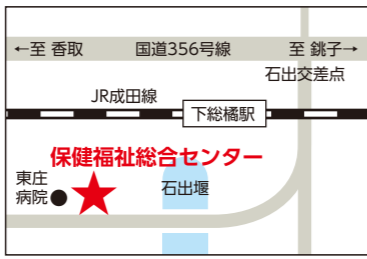 ←至 香取 国道356号線 至 銚子→
石出交差点
JR成田線
下総橘駅
保健福祉総合センター
東庄
病院
石出堰